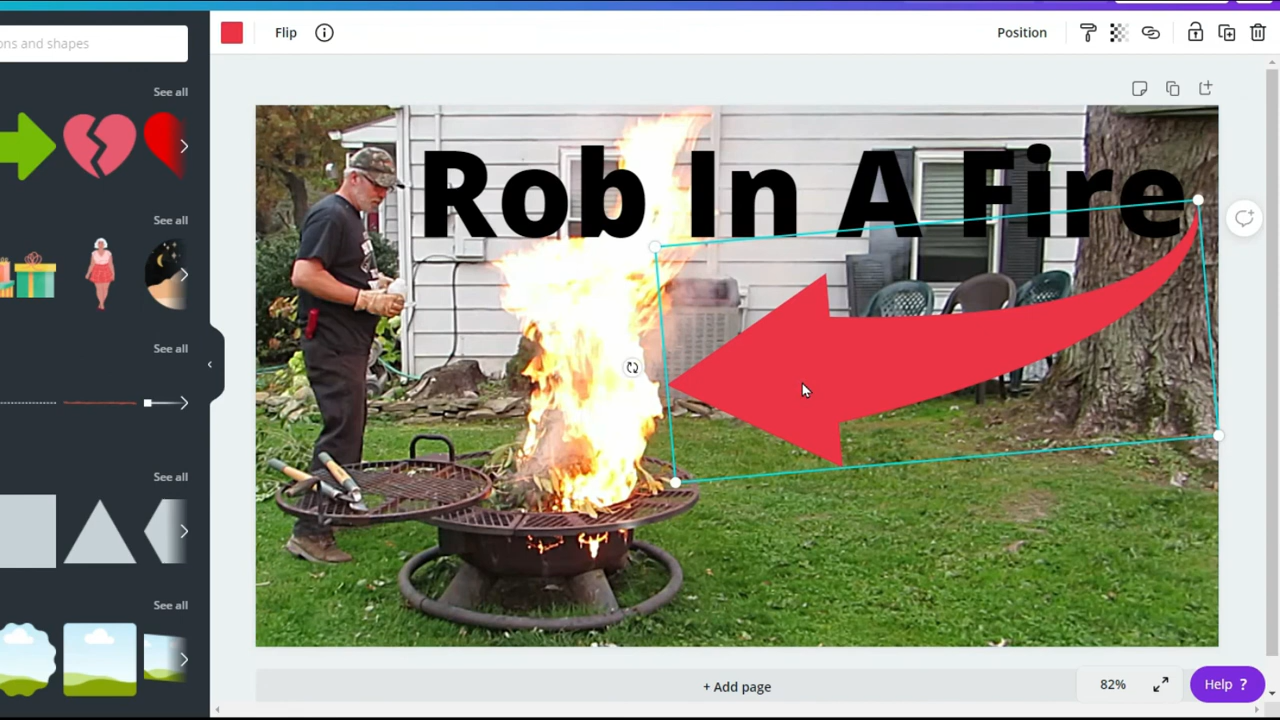 Flip
Position
ons and shapes
See all
See all
See all
See all
See all
Rob In A Fire
+ Add page
82%
Help ?